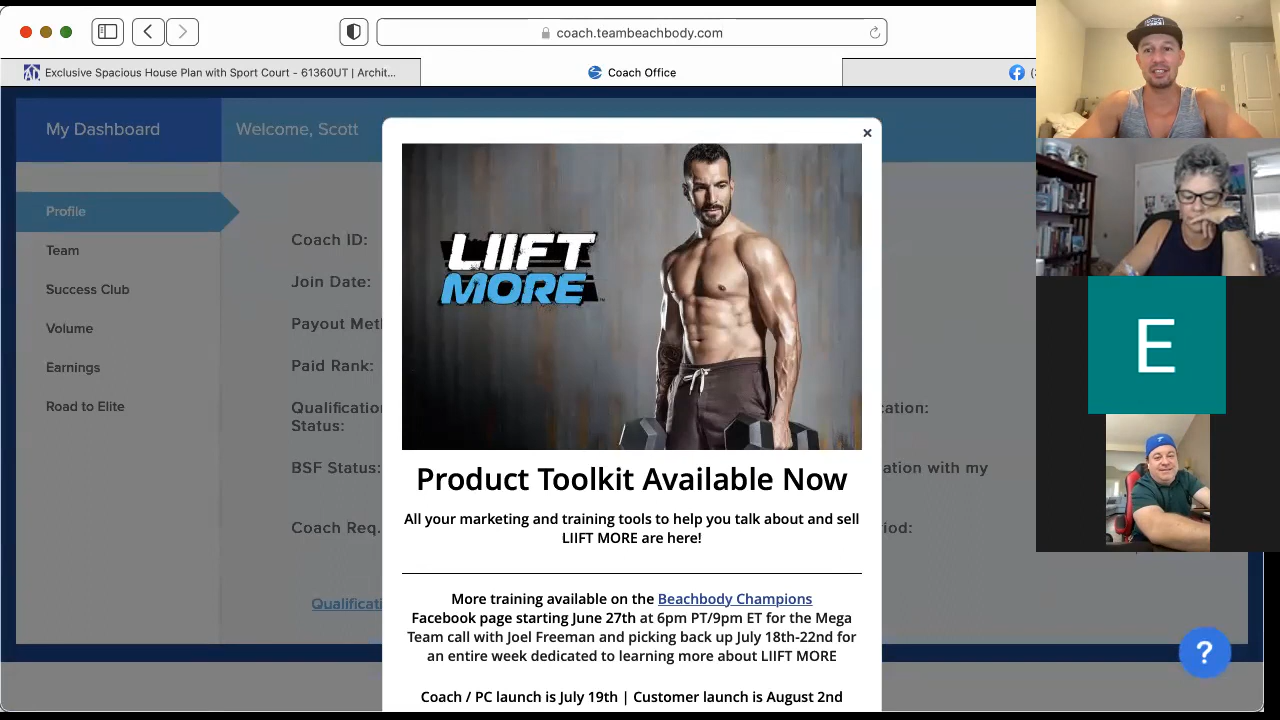 coach.teambeachbody.com
Exclusive Spacious House Plan with Sport Court - 61360UT | Archit...
Coach Office
My Dashboard
Welcome, Scott
Profile
Team
Success Club
Volume
Earnings
Road to Elite
Coach ID:
Join Date:
Payout Met
Paid Rank:
Qualification
Status:
BSF Status:
Coach Req.
Qualificati
cation:
ation with my
riod:
×
LIIFT
MORE
Product Toolkit Available Now
All your marketing and training tools to help you talk about and sell
LIIFT MORE are here!
More training available on the Beachbody Champions
Facebook page starting June 27th at 6pm PT/9pm ET for the Mega
Team call with Joel Freeman and picking back up July 18th-22nd for
an entire week dedicated to learning more about LIIFT MORE
Coach / PC launch is July 19th | Customer launch is August 2nd
E
?